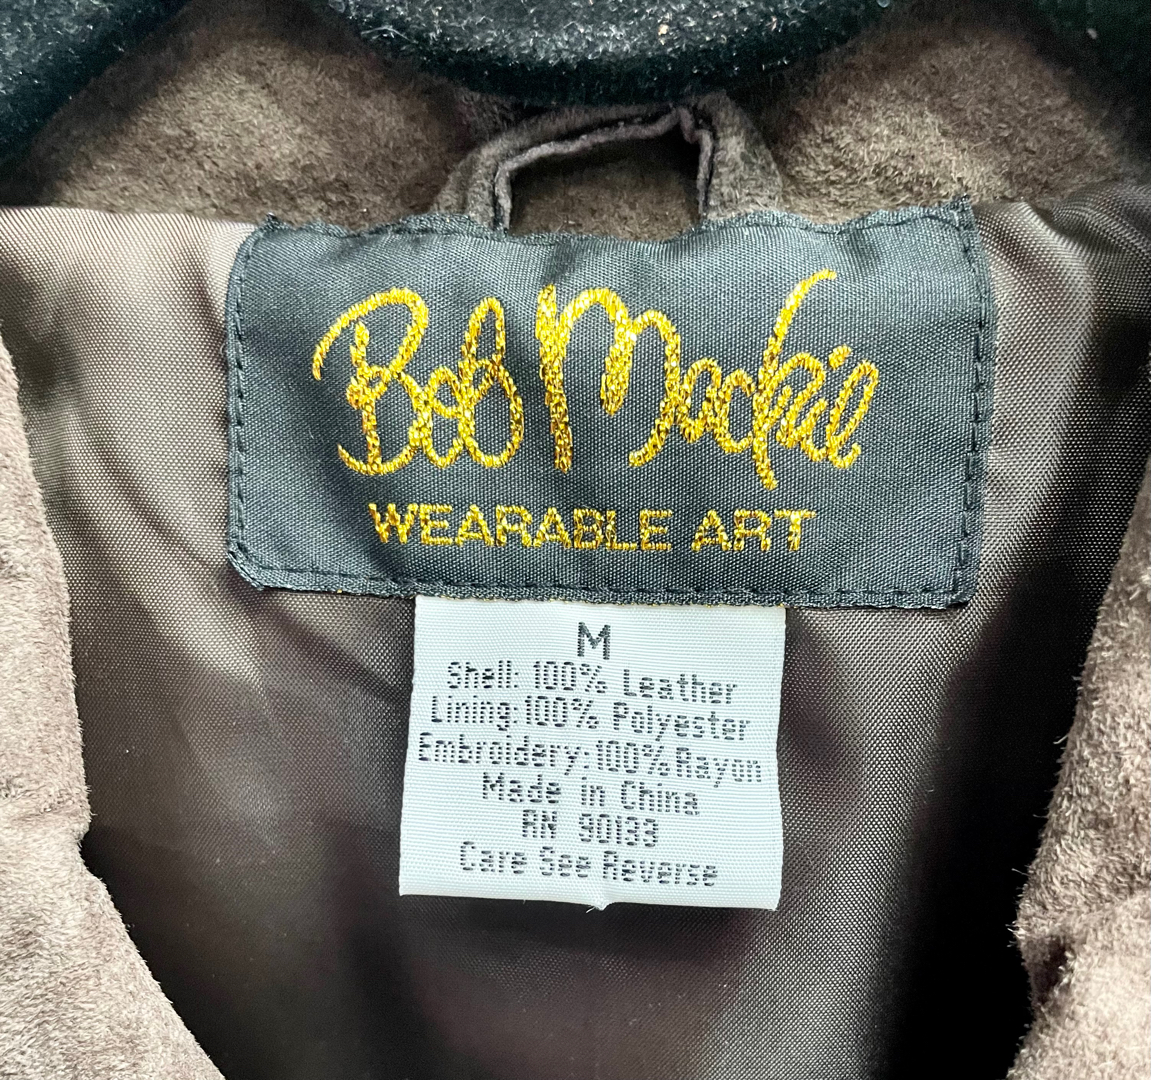 Bob Mackie
WEARABLE ART
M
Shell: 100% Leather
Lining: 100% Polyester
Embroidery: 100% Rayon
Made in China
RN 90133
Care See Reverse